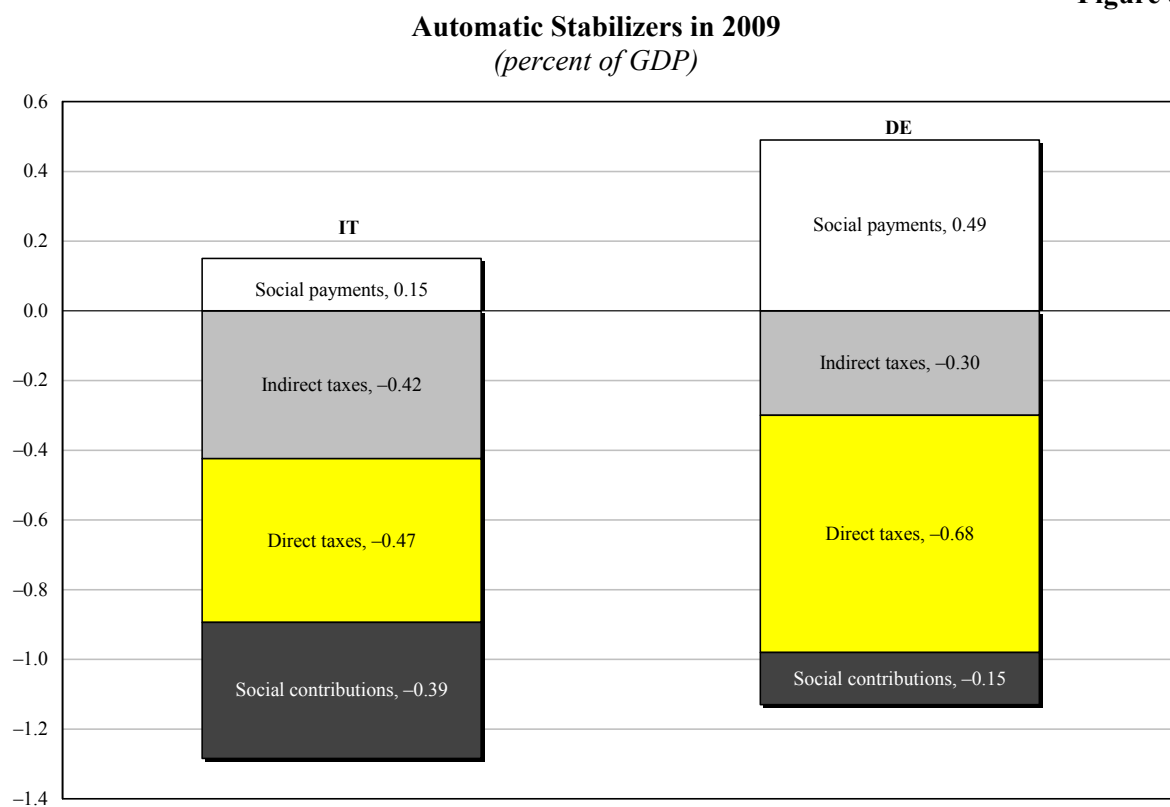 Figure
Automatic Stabilizers in 2009
(percent of GDP)
0.6
0.4
0.2
0.0
–0.2
–0.4
–0.6
–0.8
–1.0
–1.2
–1.4
IT
Social payments, 0.15
Indirect taxes, –0.42
Direct taxes, –0.47
Social contributions, –0.39
DE
Social payments, 0.49
Indirect taxes, –0.30
Direct taxes, –0.68
Social contributions, –0.15